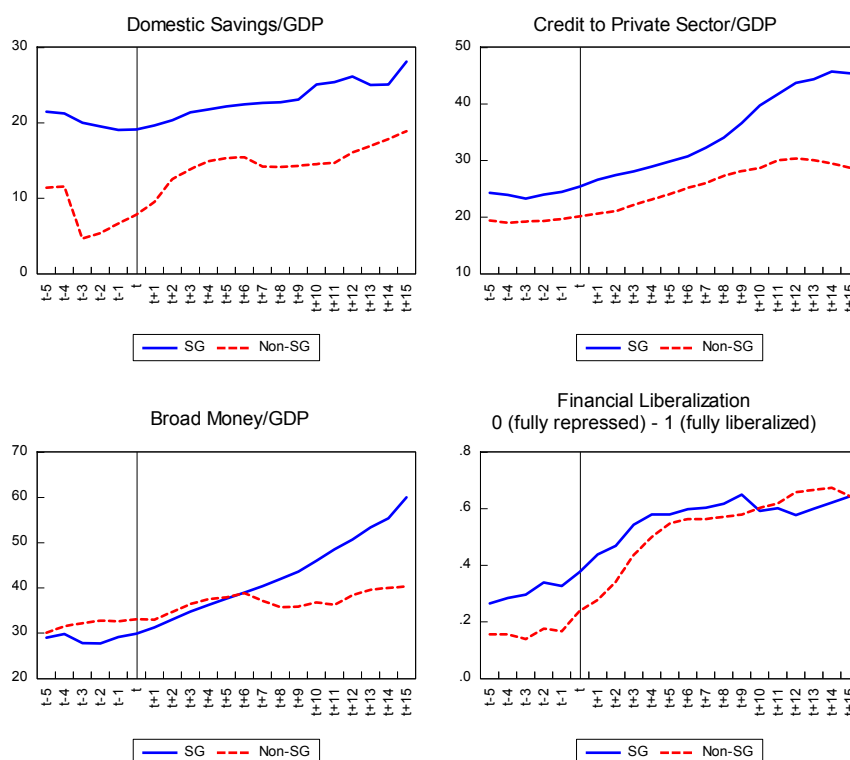 Domestic Savings/GDP
30
20
10
0
t-5 t-4 t-3 t-2 t-1 t t+1 t+2 t+3 t+4 t+5 t+6 t+7 t+8 t+9 t+10 t+11 t+12 t+13 t+14 t+15
SG Non-SG
Credit to Private Sector/GDP
50
40
30
20
10
t-5 t-4 t-3 t-2 t-1 t t+1 t+2 t+3 t+4 t+5 t+6 t+7 t+8 t+9 t+10 t+11 t+12 t+13 t+14 t+15
SG Non-SG
Broad Money/GDP
70
60
50
40
30
20
t-5 t-4 t-3 t-2 t-1 t t+1 t+2 t+3 t+4 t+5 t+6 t+7 t+8 t+9 t+10 t+11 t+12 t+13 t+14 t+15
SG Non-SG
Financial Liberalization
0 (fully repressed) - 1 (fully liberalized)
.8
.6
.4
.2
.0
t-5 t-4 t-3 t-2 t-1 t t+1 t+2 t+3 t+4 t+5 t+6 t+7 t+8 t+9 t+10 t+11 t+12 t+13 t+14 t+15
SG Non-SG